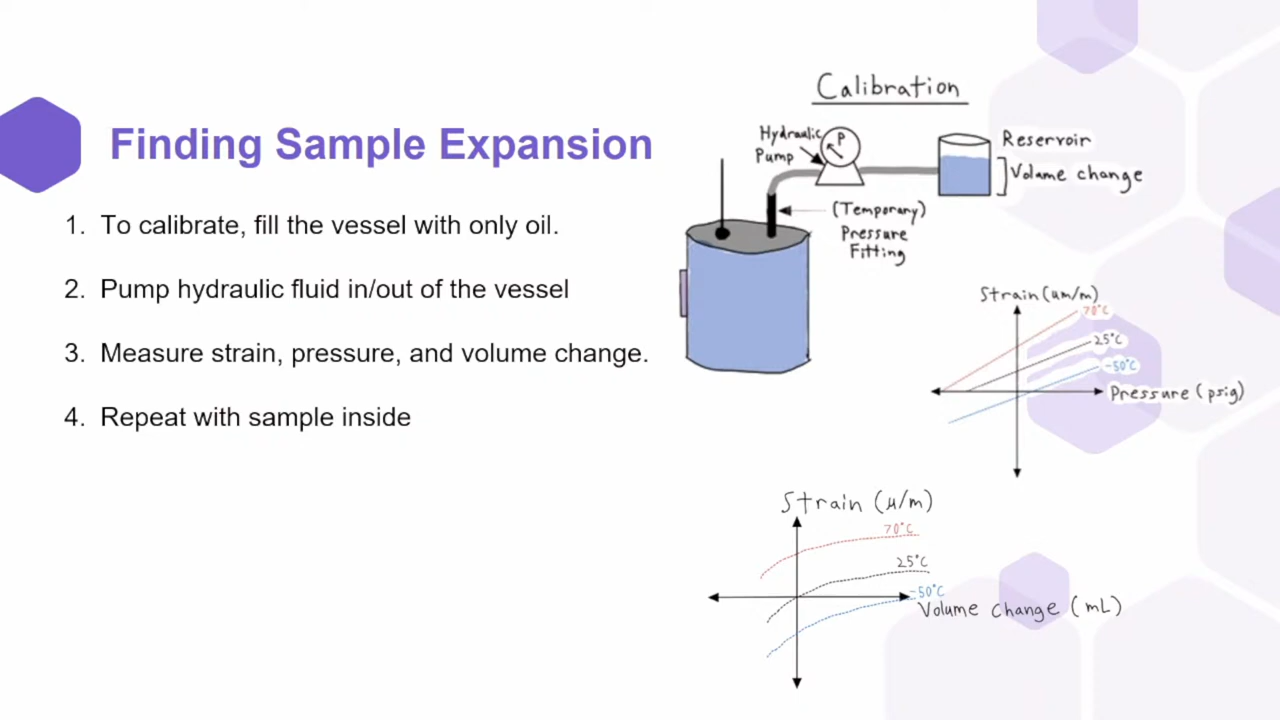 Finding Sample Expansion
1. To calibrate, fill the vessel with only oil.
2. Pump hydraulic fluid in/out of the vessel
3. Measure strain, pressure, and volume change.
4. Repeat with sample inside
Calibration
Hydraulic
Pump
P
Reservoir
Volume change
(Temporary)
Pressure
Fitting
Strain (um/m)
70°C
25°C
-50°C
Pressure (psig)
Strain (μ/m)
70°C
25°C
-50°C
Volume change (mL)